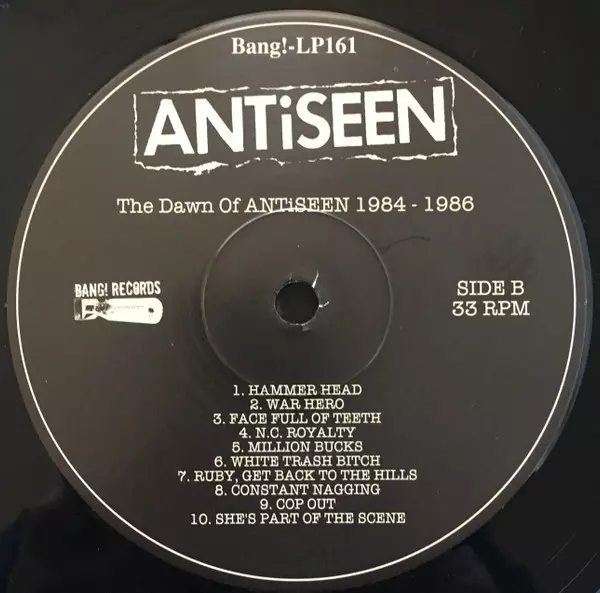 Bang!-LP161
ANTiSEEN
The Dawn Of ANTiSEEN 1984 - 1986
BANG! RECORDS
SIDE B
33 RPM
1. HAMMER HEAD
2. WAR HERO
3. FACE FULL OF TEETH
4. N.C. ROYALTY
5. MILLION BUCKS
6. WHITE TRASH BITCH
7. RUBY, GET BACK TO THE HILLS
8. CONSTANT NAGGING
9. COP OUT
10. SHE'S PART OF THE SCENE